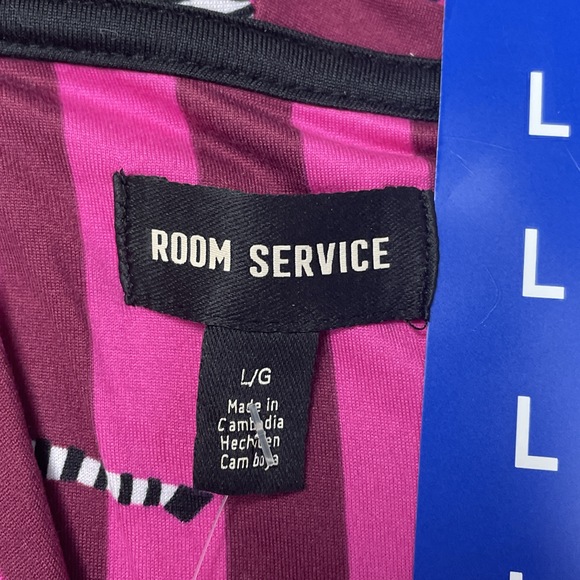 ROOM SERVICE
L/G
Made in
Cambodia
Hecho en
Camboya
L
L
L